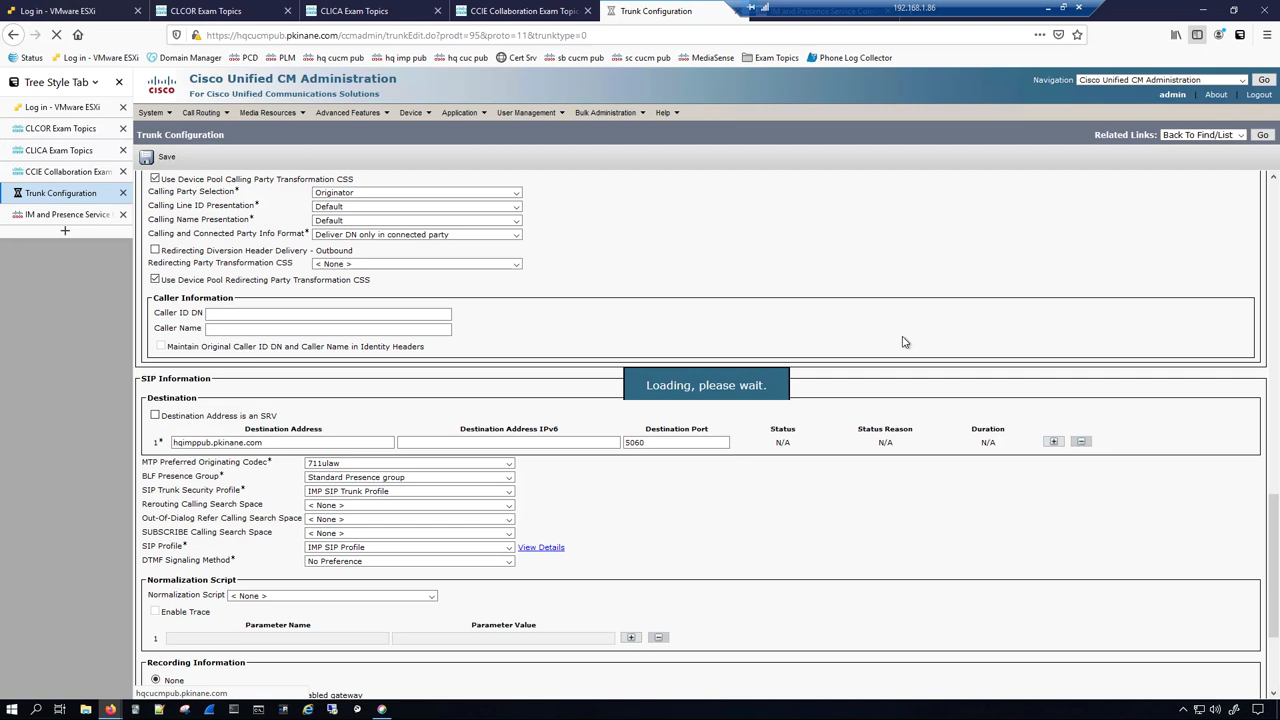 Log in - VMware ESXi
CLCOR Exam Topics
CLICA Exam Topics
CCIE Collaboration Exam Topic
Trunk Configuration
IM and Presence Service Con
192.168.1.86
https://hqcucmpub.pkinane.com/ccmadmin/trunkEdit.do?prodt=95&proto=11&trunktype=0
Status
Log in - VMware ESXi
Domain Manager
PCD
PLM
hq cucm pub
hq imp pub
hq cuc pub
Cert Srv
sb cucm pub
sc cucm pub
MediaSense
Exam Topics
Phone Log Collector
Tree Style Tab
Log in - VMware ESXi
CLCOR Exam Topics
CLICA Exam Topics
CCIE Collaboration Exam
Trunk Configuration
IM and Presence Service
CISCO
Cisco Unified CM Administration
For Cisco Unified Communications Solutions
Navigation Cisco Unified CM Administration Go
admin About Logout
System Call Routing Media Resources Advanced Features Device Application User Management Bulk Administration Help
Trunk Configuration
Related Links: Back To Find/List Go
Save
Use Device Pool Calling Party Transformation CSS
Calling Party Selection* Originator
Calling Line ID Presentation* Default
Calling Name Presentation* Default
Calling and Connected Party Info Format* Deliver DN only in connected party
Redirecting Diversion Header Delivery - Outbound
Redirecting Party Transformation CSS < None >
Use Device Pool Redirecting Party Transformation CSS
Caller Information
Caller ID DN
Caller Name
Maintain Original Caller ID DN and Caller Name in Identity Headers
SIP Information
Loading, please wait.
Destination
Destination Address is an SRV
Destination Address Destination Address IPv6 Destination Port Status Status Reason Duration
1* hqimppub.pkinane.com 5060 N/A N/A N/A
MTP Preferred Originating Codec* 711ulaw
BLF Presence Group* Standard Presence group
SIP Trunk Security Profile* IMP SIP Trunk Profile
Rerouting Calling Search Space < None >
Out-Of-Dialog Refer Calling Search Space < None >
SUBSCRIBE Calling Search Space < None >
SIP Profile* IMP SIP Profile View Details
DTMF Signaling Method* No Preference
Normalization Script
Normalization Script < None >
Enable Trace
Parameter Name Parameter Value
1
Recording Information
None
hqcucmpub.pkinane.com
abled gateway